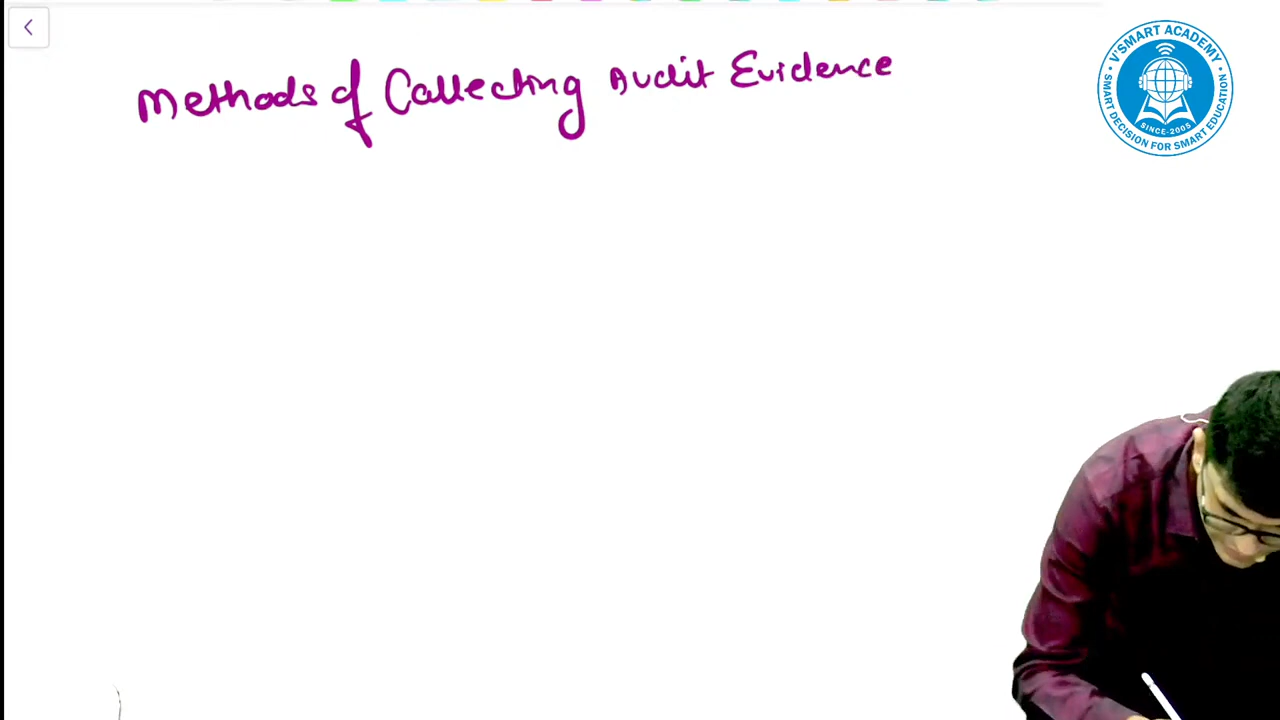 Methods of Collecting Audit Evidence
V'SMART ACADEMY
SMART DECISION FOR SMART EDUCATION
SINCE-2005